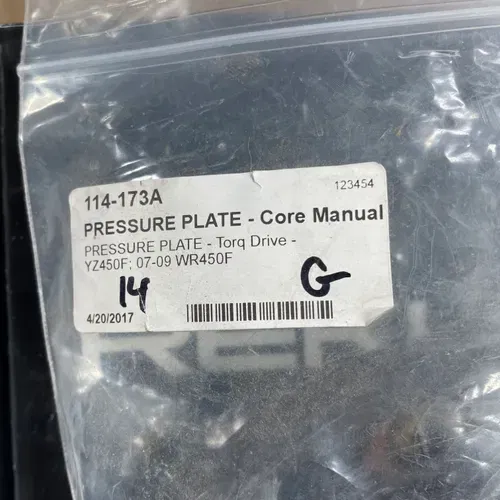 114-173A
123454
PRESSURE PLATE - Core Manual
PRESSURE PLATE - Torq Drive -
YZ450F; 07-09 WR450F
14
G
4/20/2017